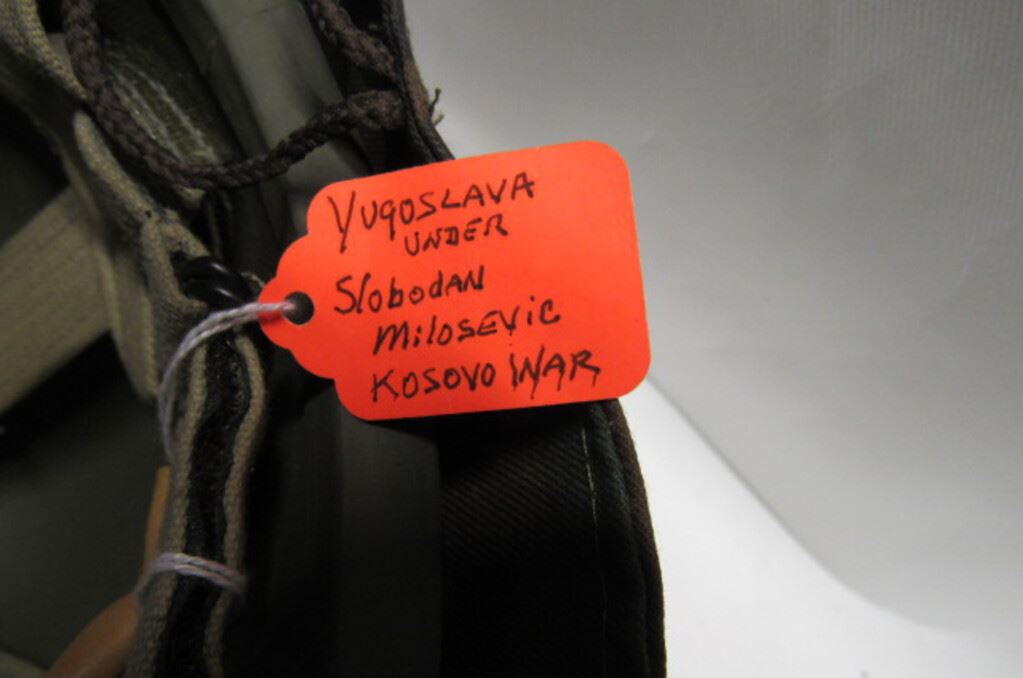 YUGOSLAVA
UNDER
Slobodan
MilosEViC
KOSOVO WAR